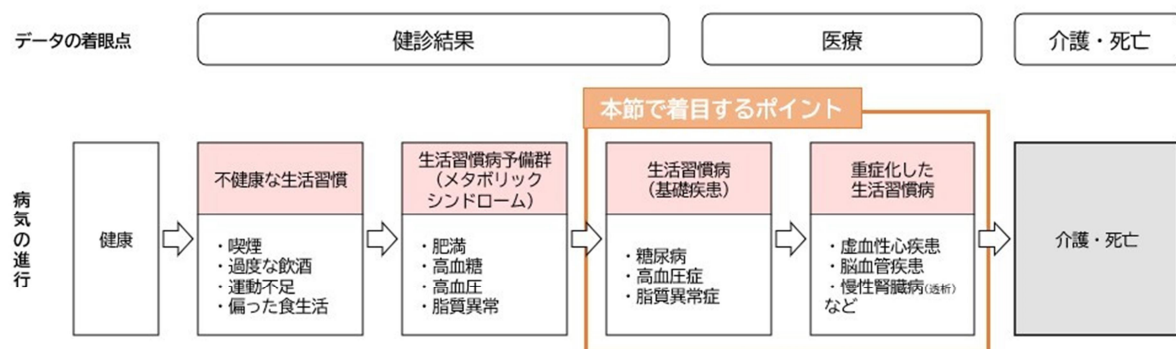 データの着眼点
健診結果
医療
介護・死亡
本節で着目するポイント
病気の進行
健康
不健康な生活習慣
・喫煙
・過度な飲酒
・運動不足
・偏った食生活
生活習慣病予備群
（メタボリック
シンドローム）
・肥満
・高血糖
・高血圧
・脂質異常
生活習慣病
（基礎疾患）
・糖尿病
・高血圧症
・脂質異常症
重症化した
生活習慣病
・虚血性心疾患
・脳血管疾患
・慢性腎臓病（透析）
など
介護・死亡